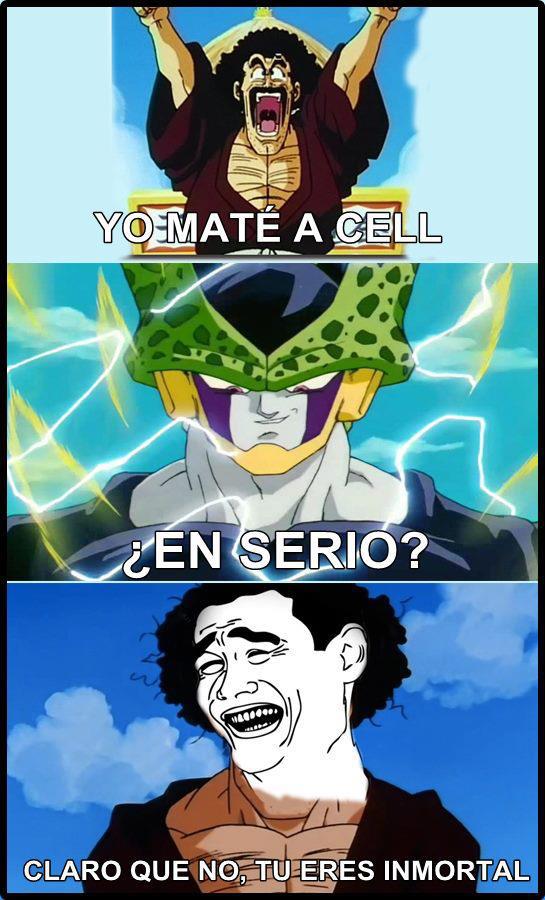 YO MATÉ A CELL
¿EN SERIO?
CLARO QUE NO, TU ERES INMORTAL